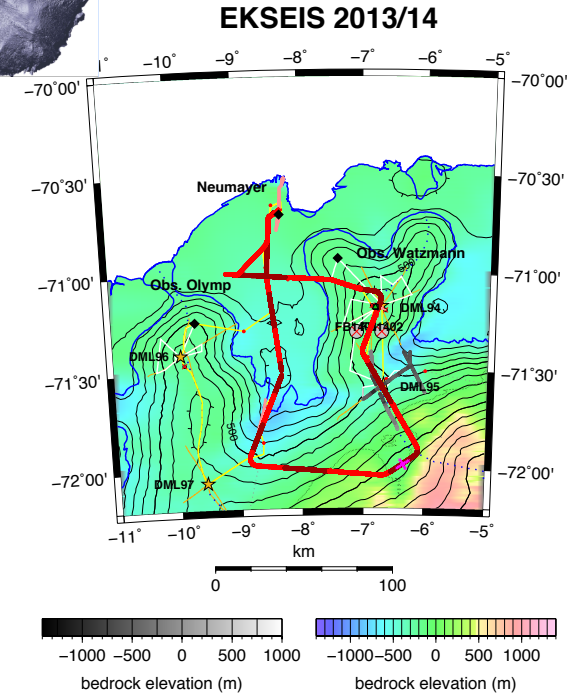 EKSEIS 2013/14
−10˚ −9˚ −8˚ −7˚ −6˚ −5˚
−70˚00' −70˚00'
−70˚30' −70˚30'
Neumayer
Obs. Watzmann
500
−71˚00' −71˚00'
Obs. Olymp
DML94
DML96
−71˚30' −71˚30'
DML95
500
−72˚00' −72˚00'
DML97
−11˚ −10˚ −9˚ −8˚ −7˚ −6˚ −5˚
km
0 100
−1000 −500 0 500 1000
bedrock elevation (m)
−1000 −500 0 500 1000
bedrock elevation (m)